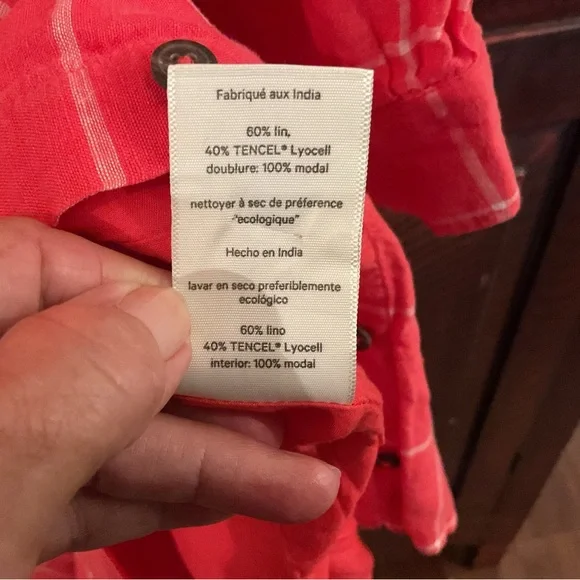 Fabriqué aux India
60% lin,
40% TENCEL® Lyocell
doublure: 100% modal
nettoyer à sec de préference
"ecologique"
Hecho en India
lavar en seco preferiblemente
ecológico
60% lino
40% TENCEL® Lyocell
interior: 100% modal